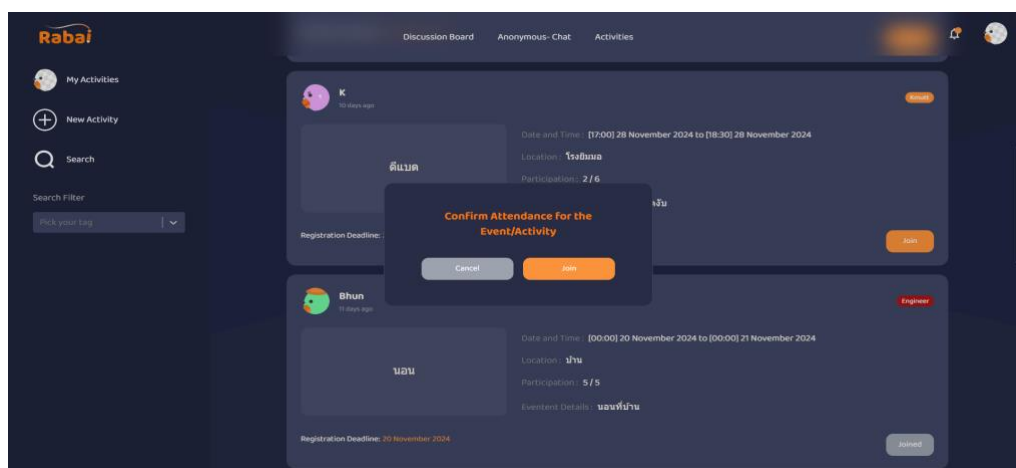 Rabai
Discussion Board
Anonymous- Chat
Activities
My Activities
New Activity
Search
Search Filter
Pick your tag
K
10 days ago
ตีแบด
Date and Time : [17:00] 28 November 2024 to [18:30] 28 November 2024
Location : โรงยิมมอ
Participation : 2/6
Registration Deadline:
Join
Confirm Attendance for the
Event/Activity
Cancel
Join
Bhun
11 days ago
Engineer
นอน
Date and Time : [00:00] 20 November 2024 to [00:00] 21 November 2024
Location : บ้าน
Participation : 5/5
Eventent Details : นอนที่บ้าน
Registration Deadline: 20 November 2024
Joined